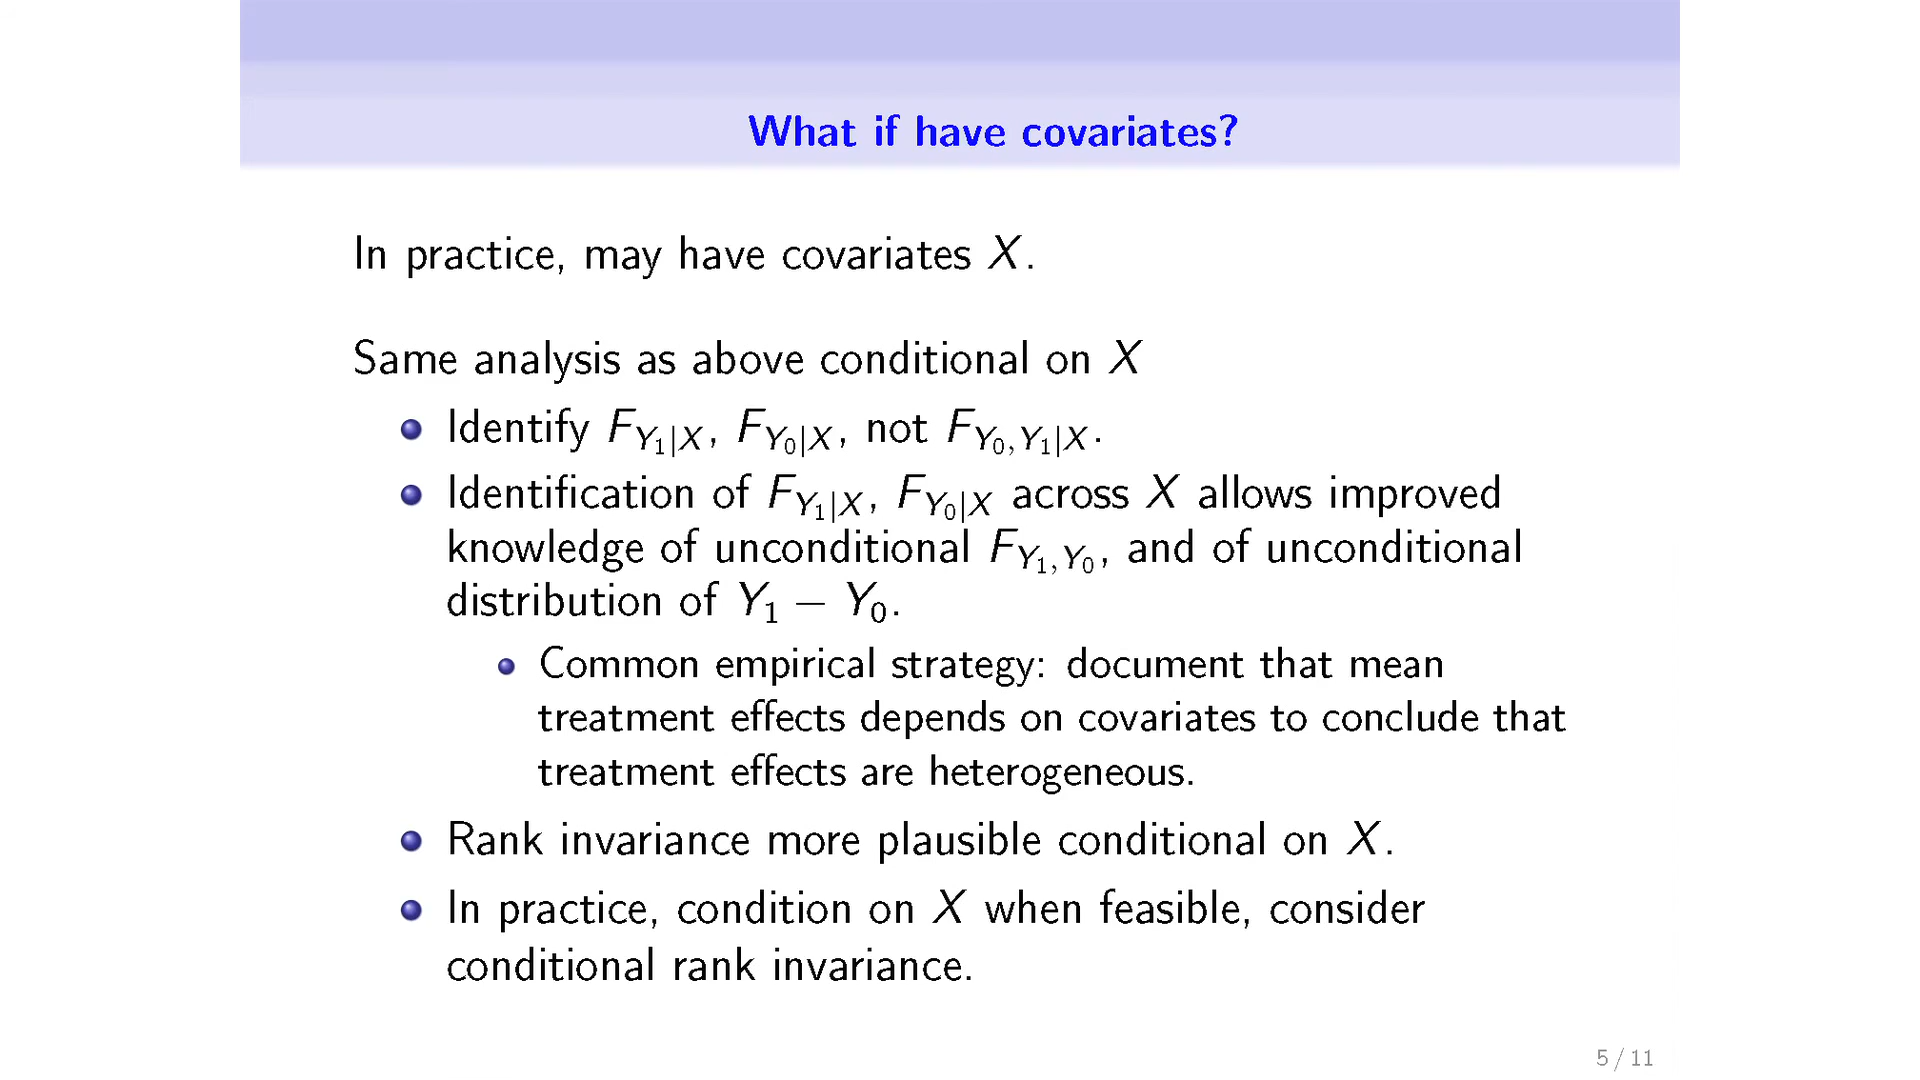 What if have covariates?
In practice, may have covariates X.
Same analysis as above conditional on X
Identify F_{Y_1|X}, F_{Y_0|X}, not F_{Y_0,Y_1|X}.
Identification of F_{Y_1|X}, F_{Y_0|X} across X allows improved
knowledge of unconditional F_{Y_1,Y_0}, and of unconditional
distribution of Y_1 − Y_0.
Common empirical strategy: document that mean
treatment effects depends on covariates to conclude that
treatment effects are heterogeneous.
Rank invariance more plausible conditional on X.
In practice, condition on X when feasible, consider
conditional rank invariance.
5 / 11